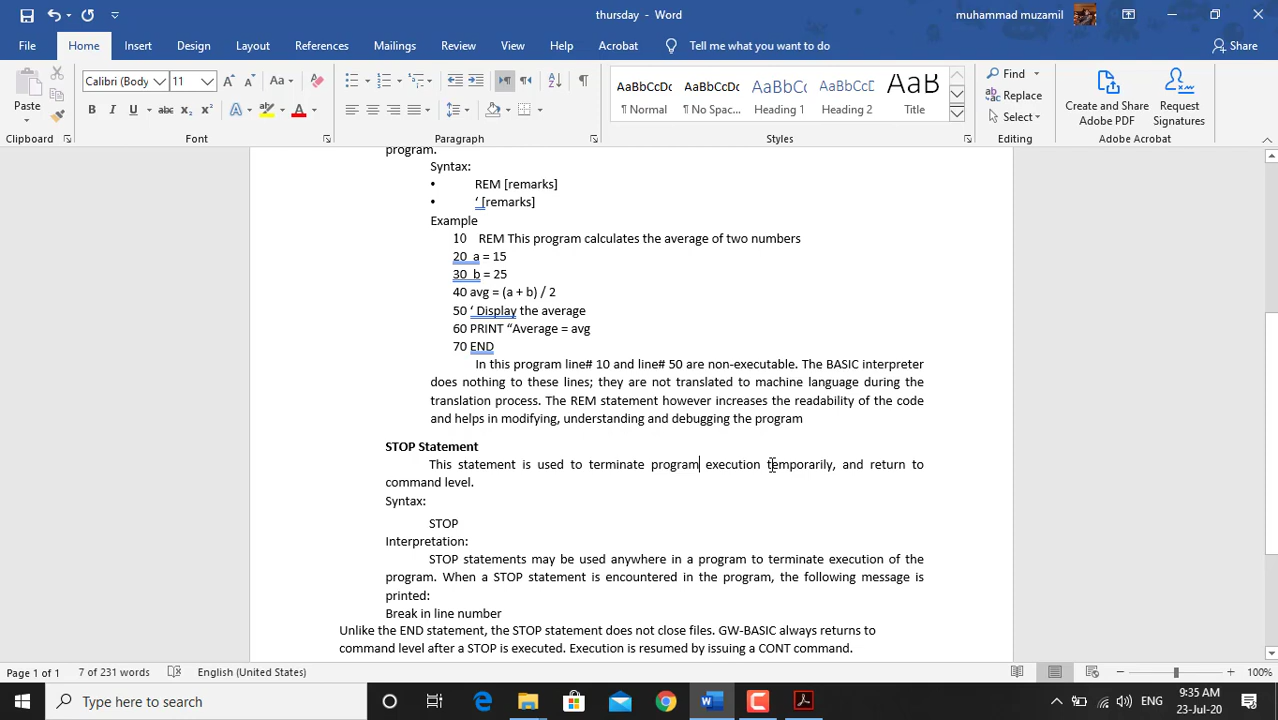 thursday - Word
muhammad muzamil
File Home Insert Design Layout References Mailings Review View Help Acrobat Tell me what you want to do Share
Paste
Calibri (Body 11
AaBbCcDc AaBbCcDc AaBbCc AaBbCcD AaB
¶ Normal ¶ No Spac... Heading 1 Heading 2 Title
Find
Replace
Select
Create and Share Adobe PDF
Request Signatures
Clipboard Font Paragraph Styles Editing Adobe Acrobat
program.
Syntax:
• REM [remarks]
• ‘ [remarks]
Example
10 REM This program calculates the average of two numbers
20 a = 15
30 b = 25
40 avg = (a + b) / 2
50 ‘ Display the average
60 PRINT “Average = avg
70 END
In this program line# 10 and line# 50 are non-executable. The BASIC interpreter
does nothing to these lines; they are not translated to machine language during the
translation process. The REM statement however increases the readability of the code
and helps in modifying, understanding and debugging the program
STOP Statement
This statement is used to terminate program execution temporarily, and return to
command level.
Syntax:
STOP
Interpretation:
STOP statements may be used anywhere in a program to terminate execution of the
program. When a STOP statement is encountered in the program, the following message is
printed:
Break in line number
Unlike the END statement, the STOP statement does not close files. GW-BASIC always returns to
command level after a STOP is executed. Execution is resumed by issuing a CONT command.
Page 1 of 1 7 of 231 words English (United States) 100%
Type here to search
ENG
9:35 AM
23-Jul-20